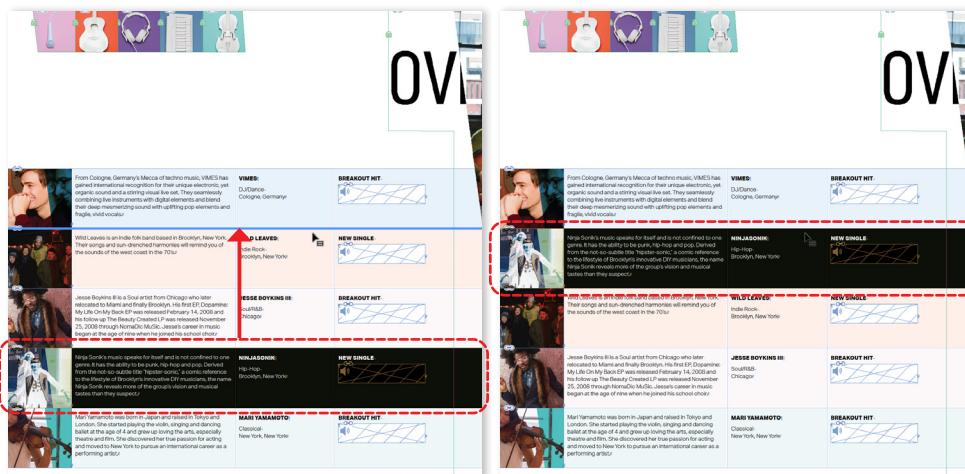 OV
From Cologne, Germany's Mecca of techno music, VIMES has
gained international recognition for their unique electronic, yet
organic sound and a stirring visual live set. They seamlessly
combining live instruments with digital elements and blend
their deep mesmerizing sound with uplifting pop elements and
fragile, vivid vocals
VIMES:
DJ/Dance
Cologne, Germany
BREAKOUT HIT
Wild Leaves is an indie folk band based in Brooklyn, New York.
Their songs and sun-drenched harmonies will remind you of
the sounds of the west coast in the 70's
D LEAVED:
die Rock
rooklyn, New York
NEW SINGLE
Jesse Boykins III is a Soul artist from Chicago who later
relocated to Miami and finally Brooklyn. His first EP, Dopamine:
My Life On My Back EP was released February 14, 2008 and
his follow up The Beauty Created LP was released November
25, 2008 through NomaDic MuSic. Jesse's career in music
began at the age of nine when he joined his school choir
JESSE BOYKINS III:
Soul/R&B
Chicago
BREAKOUT HIT
Ninja Sonik's music speaks for itself and is not confined to one
genre. It has the ability to be punk, hip-hop and pop. Derived
from the not-so-subtle title "hipster-sonic," a comic reference
to the lifestyle of Brooklyn's innovative DIY musicians, the name
Ninja Sonik reveals more of the group's vision and musical
tastes than they suspect
NINJASONIK:
Hip-Hop
Brooklyn, New York
NEW SINGLE
Mari Yamamoto was born in Japan and raised in Tokyo and
London. She started playing the violin, singing and dancing
ballet at the age of 4 and grew up loving the arts, especially
theatre and film. She discovered her true passion for acting
and moved to New York to pursue an international career as a
performing artist
MARI YAMAMOTO:
Classical
New York, New York
BREAKOUT HIT
OV
From Cologne, Germany's Mecca of techno music, VIMES has
gained international recognition for their unique electronic, yet
organic sound and a stirring visual live set. They seamlessly
combining live instruments with digital elements and blend
their deep mesmerizing sound with uplifting pop elements and
fragile, vivid vocals
VIMES:
DJ/Dance
Cologne, Germany
BREAKOUT HIT
Ninja Sonik's music speaks for itself and is not confined to one
genre. It has the ability to be punk, hip-hop and pop. Derived
from the not-so-subtle title "hipster-sonic," a comic reference
to the lifestyle of Brooklyn's innovative DIY musicians, the name
Ninja Sonik reveals more of the group's vision and musical
tastes than they suspect
NINJASONIK:
Hip-Hop
Brooklyn, New York
NEW SINGLE
Wild Leaves is an indie folk band based in Brooklyn, New York.
Their songs and sun-drenched harmonies will remind you of
the sounds of the west coast in the 70's
WILD LEAVED:
Indie Rock
Brooklyn, New York
NEW SINGLE
Jesse Boykins III is a Soul artist from Chicago who later
relocated to Miami and finally Brooklyn. His first EP, Dopamine:
My Life On My Back EP was released February 14, 2008 and
his follow up The Beauty Created LP was released November
25, 2008 through NomaDic MuSic. Jesse's career in music
began at the age of nine when he joined his school choir
JESSE BOYKINS III:
Soul/R&B
Chicago
BREAKOUT HIT
Mari Yamamoto was born in Japan and raised in Tokyo and
London. She started playing the violin, singing and dancing
ballet at the age of 4 and grew up loving the arts, especially
theatre and film. She discovered her true passion for acting
and moved to New York to pursue an international career as a
performing artist
MARI YAMAMOTO:
Classical
New York, New York
BREAKOUT HIT